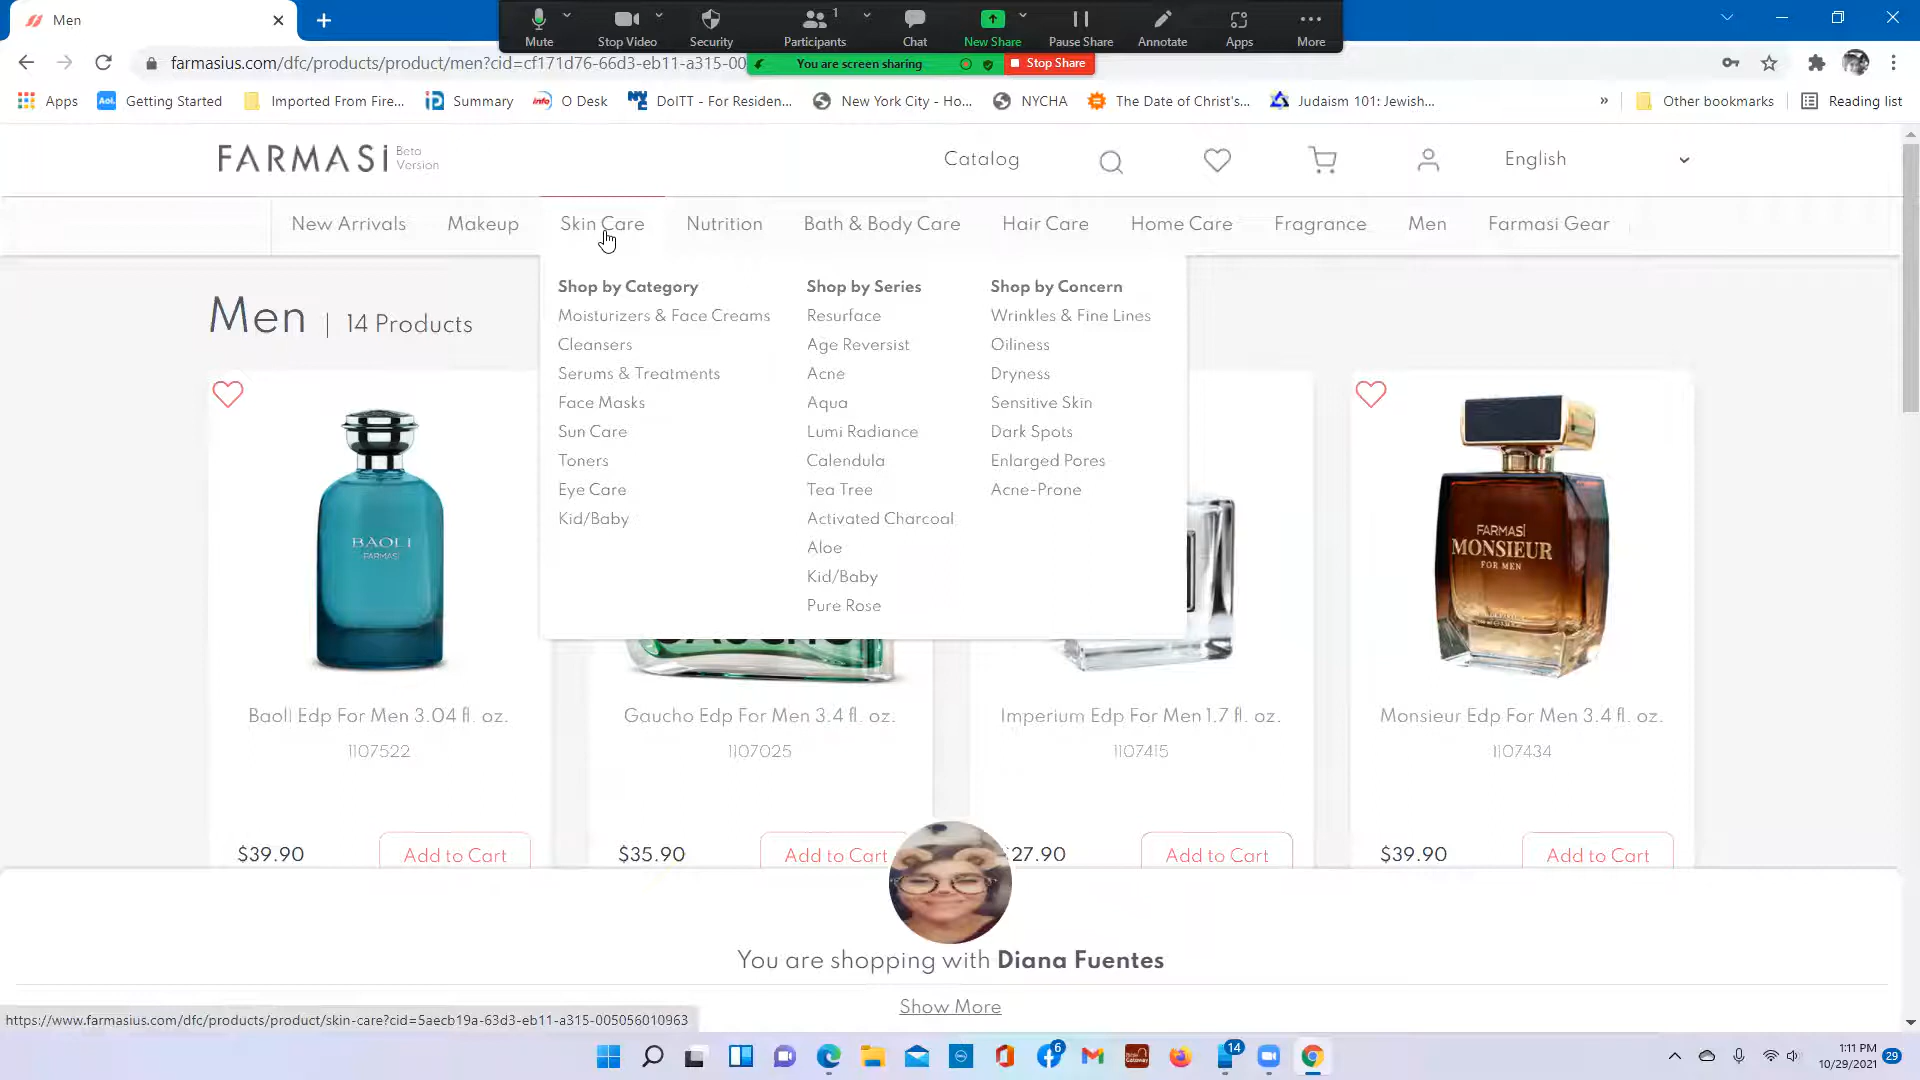 Men
Mute
Stop Video
Security
Participants
1
Chat
New Share
Pause Share
Annotate
Apps
More
farmasius.com/dfc/products/product/men?cid=cf171d76-66d3-eb11-a315-00
You are screen sharing
Stop Share
Apps
Aol.
Getting Started
Imported From Fire...
Summary
O Desk
DoITT - For Residen...
New York City - Ho...
NYCHA
The Date of Christ's...
Judaism 101: Jewish...
»
Other bookmarks
Reading list
FARMASi
Beta
Version
Catalog
English
New Arrivals
Makeup
Skin Care
Nutrition
Bath & Body Care
Hair Care
Home Care
Fragrance
Men
Farmasi Gear
Men | 14 Products
Shop by Category
Moisturizers & Face Creams
Cleansers
Serums & Treatments
Face Masks
Sun Care
Toners
Eye Care
Kid/Baby
Shop by Series
Resurface
Age Reversist
Acne
Aqua
Lumi Radiance
Calendula
Tea Tree
Activated Charcoal
Aloe
Kid/Baby
Pure Rose
Shop by Concern
Wrinkles & Fine Lines
Oiliness
Dryness
Sensitive Skin
Dark Spots
Enlarged Pores
Acne-Prone
BAOLI
FARMASi
FARMASi
MONSIEUR
FOR MEN
Baoli Edp For Men 3.04 fl. oz.
1107522
$39.90
Add to Cart
Gaucho Edp For Men 3.4 fl. oz.
1107025
$35.90
Add to Cart
Imperium Edp For Men 1.7 fl. oz.
1107415
27.90
Add to Cart
Monsieur Edp For Men 3.4 fl. oz.
1107434
$39.90
Add to Cart
You are shopping with Diana Fuentes
Show More
https://www.farmasius.com/dfc/products/product/skin-care?cid=5aecb19a-63d3-eb11-a315-005056010963
6
14
1:11 PM
10/29/2021
29